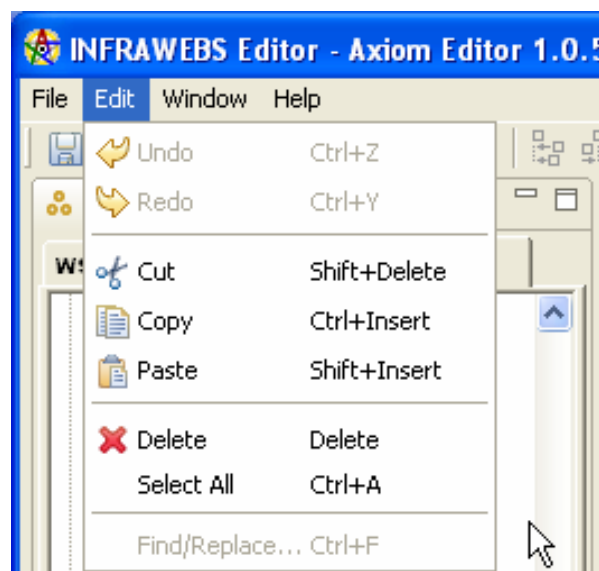 INFRAWEBS Editor - Axiom Editor 1.0.5
File Edit Window Help
Undo Ctrl+Z
Redo Ctrl+Y
Cut Shift+Delete
Copy Ctrl+Insert
Paste Shift+Insert
Delete Delete
Select All Ctrl+A
Find/Replace... Ctrl+F